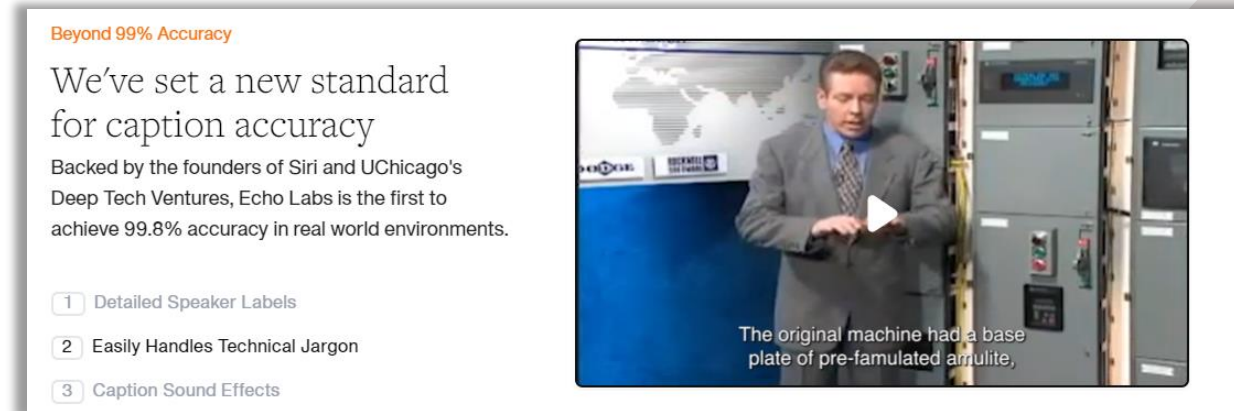 Beyond 99% Accuracy
We've set a new standard
for caption accuracy
Backed by the founders of Siri and UChicago's
Deep Tech Ventures, Echo Labs is the first to
achieve 99.8% accuracy in real world environments.
1 Detailed Speaker Labels
2 Easily Handles Technical Jargon
3 Caption Sound Effects
DODGE
ROCKWELL
SOFTWARE
The original machine had a base
plate of pre-famulated amulite,